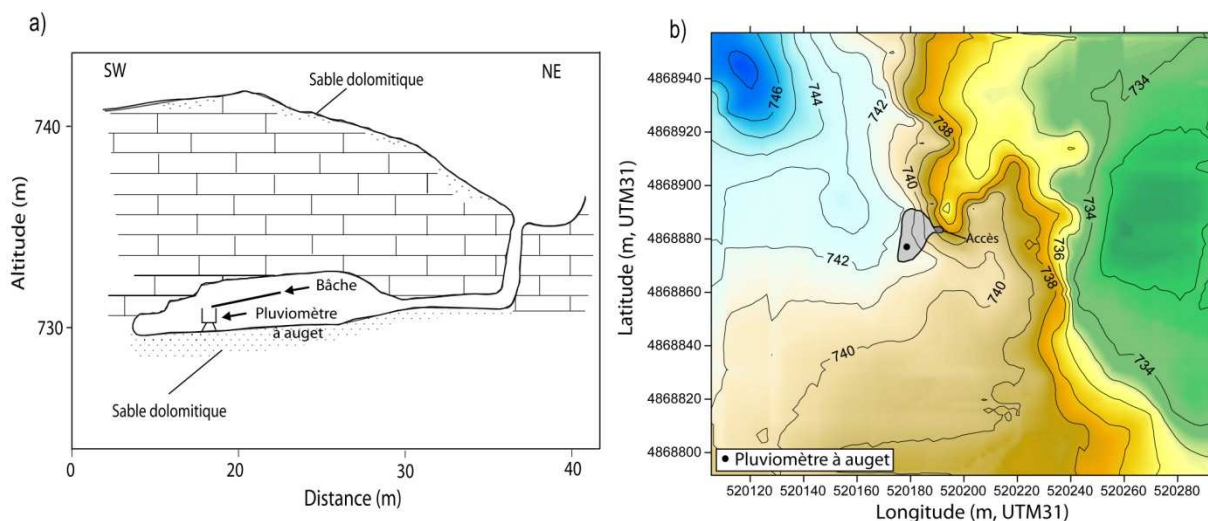 a)
SW
NE
Sable dolomitique
740
730
Altitude (m)
Bâche
Pluviomètre
à auget
Sable dolomitique
0
20
30
40
Distance (m)
b)
4868940
4868920
4868900
4868880
4868860
4868840
4868820
4868800
Latitude (m, UTM31)
746
744
742
738
734
740
734
Accès
742
736
740
738
740
734
Pluviomètre à auget
520120 520140 520160 520180 520200 520220 520240 520260 520280
Longitude (m, UTM31)